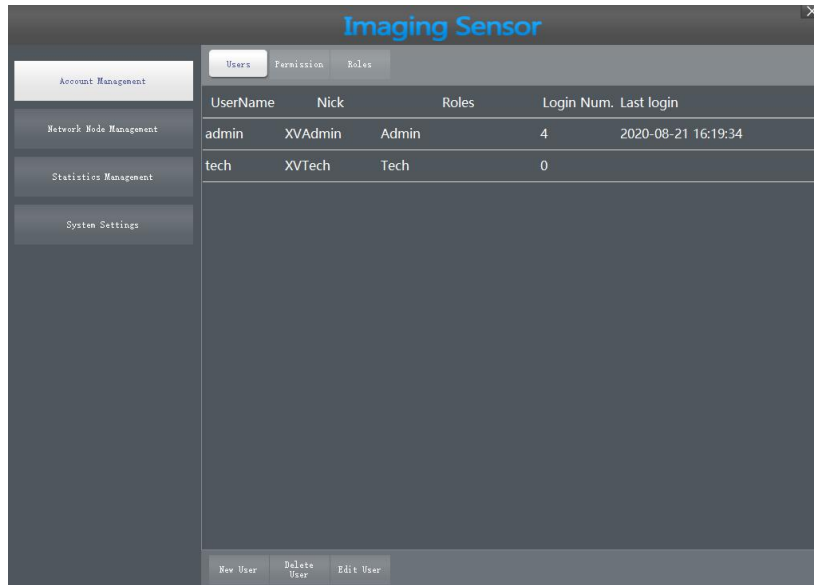 Imaging Sensor
Account Management
Network Node Management
Statistics Management
System Settings
Users Permission Roles
UserName Nick Roles Login Num. Last login
admin XVAdmin Admin 4 2020-08-21 16:19:34
tech XVTech Tech 0
New User Delete User Edit User